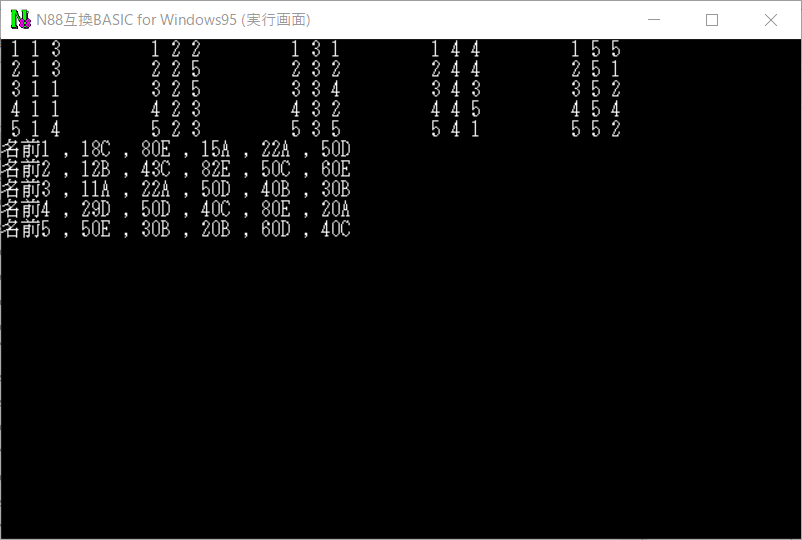 N88互換BASIC for Windows95 (実行画面)
1 1 3 1 2 2 1 3 1 1 4 4 1 5 5
2 1 3 2 2 5 2 3 2 2 4 4 2 5 1
3 1 1 3 2 5 3 3 4 3 4 3 3 5 2
4 1 1 4 2 3 4 3 2 4 4 5 4 5 4
5 1 4 5 2 3 5 3 5 5 4 1 5 5 2
名前1 , 18C , 80E , 15A , 22A , 50D
名前2 , 12B , 43C , 82E , 50C , 60E
名前3 , 11A , 22A , 50D , 40B , 30B
名前4 , 29D , 50D , 40C , 80E , 20A
名前5 , 50E , 30B , 20B , 60D , 40C